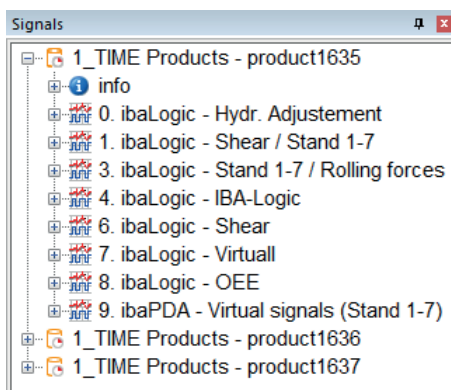 Signals
1_TIME Products - product1635
info
0. ibaLogic - Hydr. Adjustement
1. ibaLogic - Shear / Stand 1-7
3. ibaLogic - Stand 1-7 / Rolling forces
4. ibaLogic - IBA-Logic
6. ibaLogic - Shear
7. ibaLogic - Virtuall
8. ibaLogic - OEE
9. ibaPDA - Virtual signals (Stand 1-7)
1_TIME Products - product1636
1_TIME Products - product1637